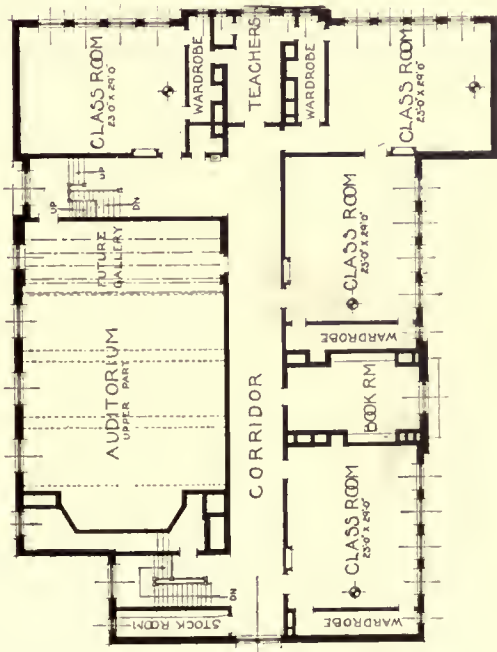 CLASS ROOM
23'-0" X 29'-0"
WARDROBE
TEACHERS
WARDROBE
CLASS ROOM
23'-0" X 29'-0"
UP
UP
DN
FUTURE
GALLERY
CLASS ROOM
23'-0" X 29'-0"
WARDROBE
AUDITORIUM
UPPER PART
CORRIDOR
BOOK RM
CLASS ROOM
23'-0" X 29'-0"
DN
STOCK ROOM
WARDROBE